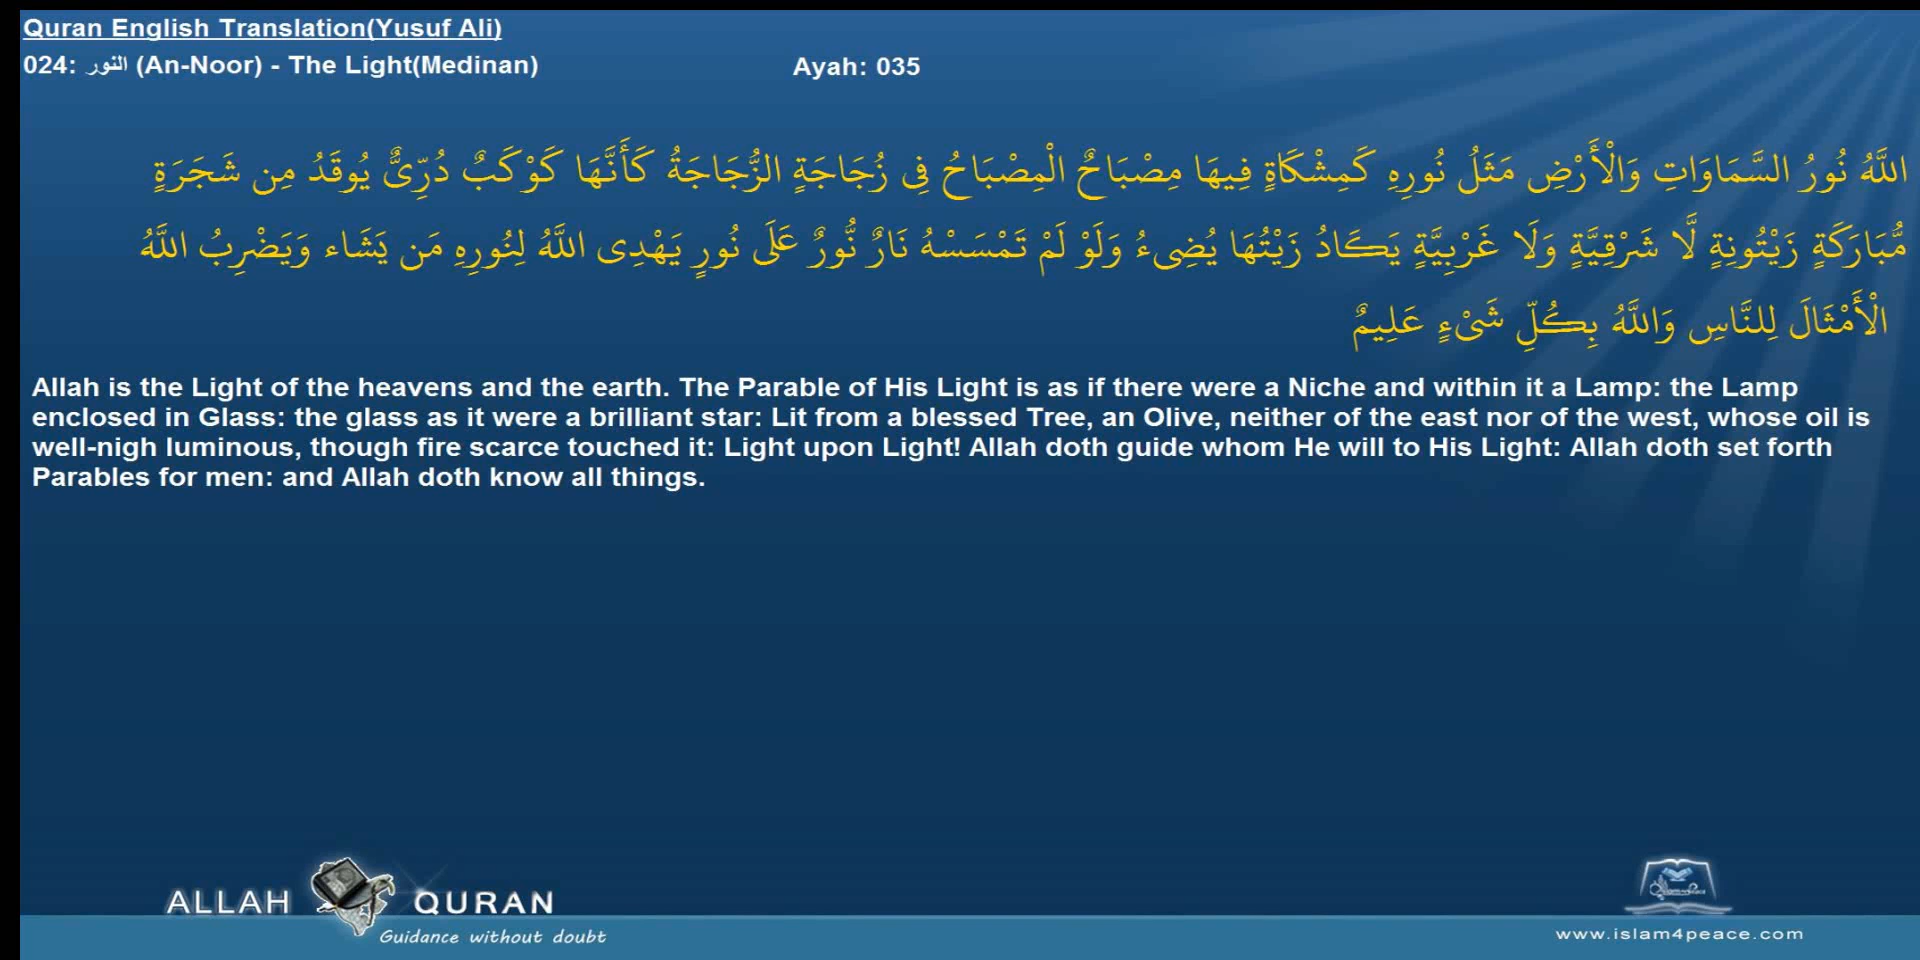 Quran English Translation(Yusuf Ali)
024: النور (An-Noor) - The Light(Medinan) Ayah: 035
اللَّهُ نُورُ السَّمَاوَاتِ وَالْأَرْضِ مَثَلُ نُورِهِ كَمِشْكَاةٍ فِيهَا مِصْبَاحٌ الْمِصْبَاحُ فِى زُجَاجَةٍ الزُّجَاجَةُ كَأَنَّهَا كَوْكَبٌ دُرِّىٌّ يُوقَدُ مِن شَجَرَةٍ
مُّبَارَكَةٍ زَيْتُونِةٍ لَّا شَرْقِيَّةٍ وَلَا غَرْبِيَّةٍ يَكَادُ زَيْتُهَا يُضِىءُ وَلَوْ لَمْ تَمْسَسْهُ نَارٌ نُّورٌ عَلَى نُورٍ يَهْدِى اللَّهُ لِنُورِهِ مَن يَشَاء وَيَضْرِبُ اللَّهُ
الْأَمْثَالَ لِلنَّاسِ وَاللَّهُ بِكُلِّ شَىْءٍ عَلِيمٌ
Allah is the Light of the heavens and the earth. The Parable of His Light is as if there were a Niche and within it a Lamp: the Lamp
enclosed in Glass: the glass as it were a brilliant star: Lit from a blessed Tree, an Olive, neither of the east nor of the west, whose oil is
well-nigh luminous, though fire scarce touched it: Light upon Light! Allah doth guide whom He will to His Light: Allah doth set forth
Parables for men: and Allah doth know all things.
ALLAH QURAN
Guidance without doubt
www.islam4peace.com